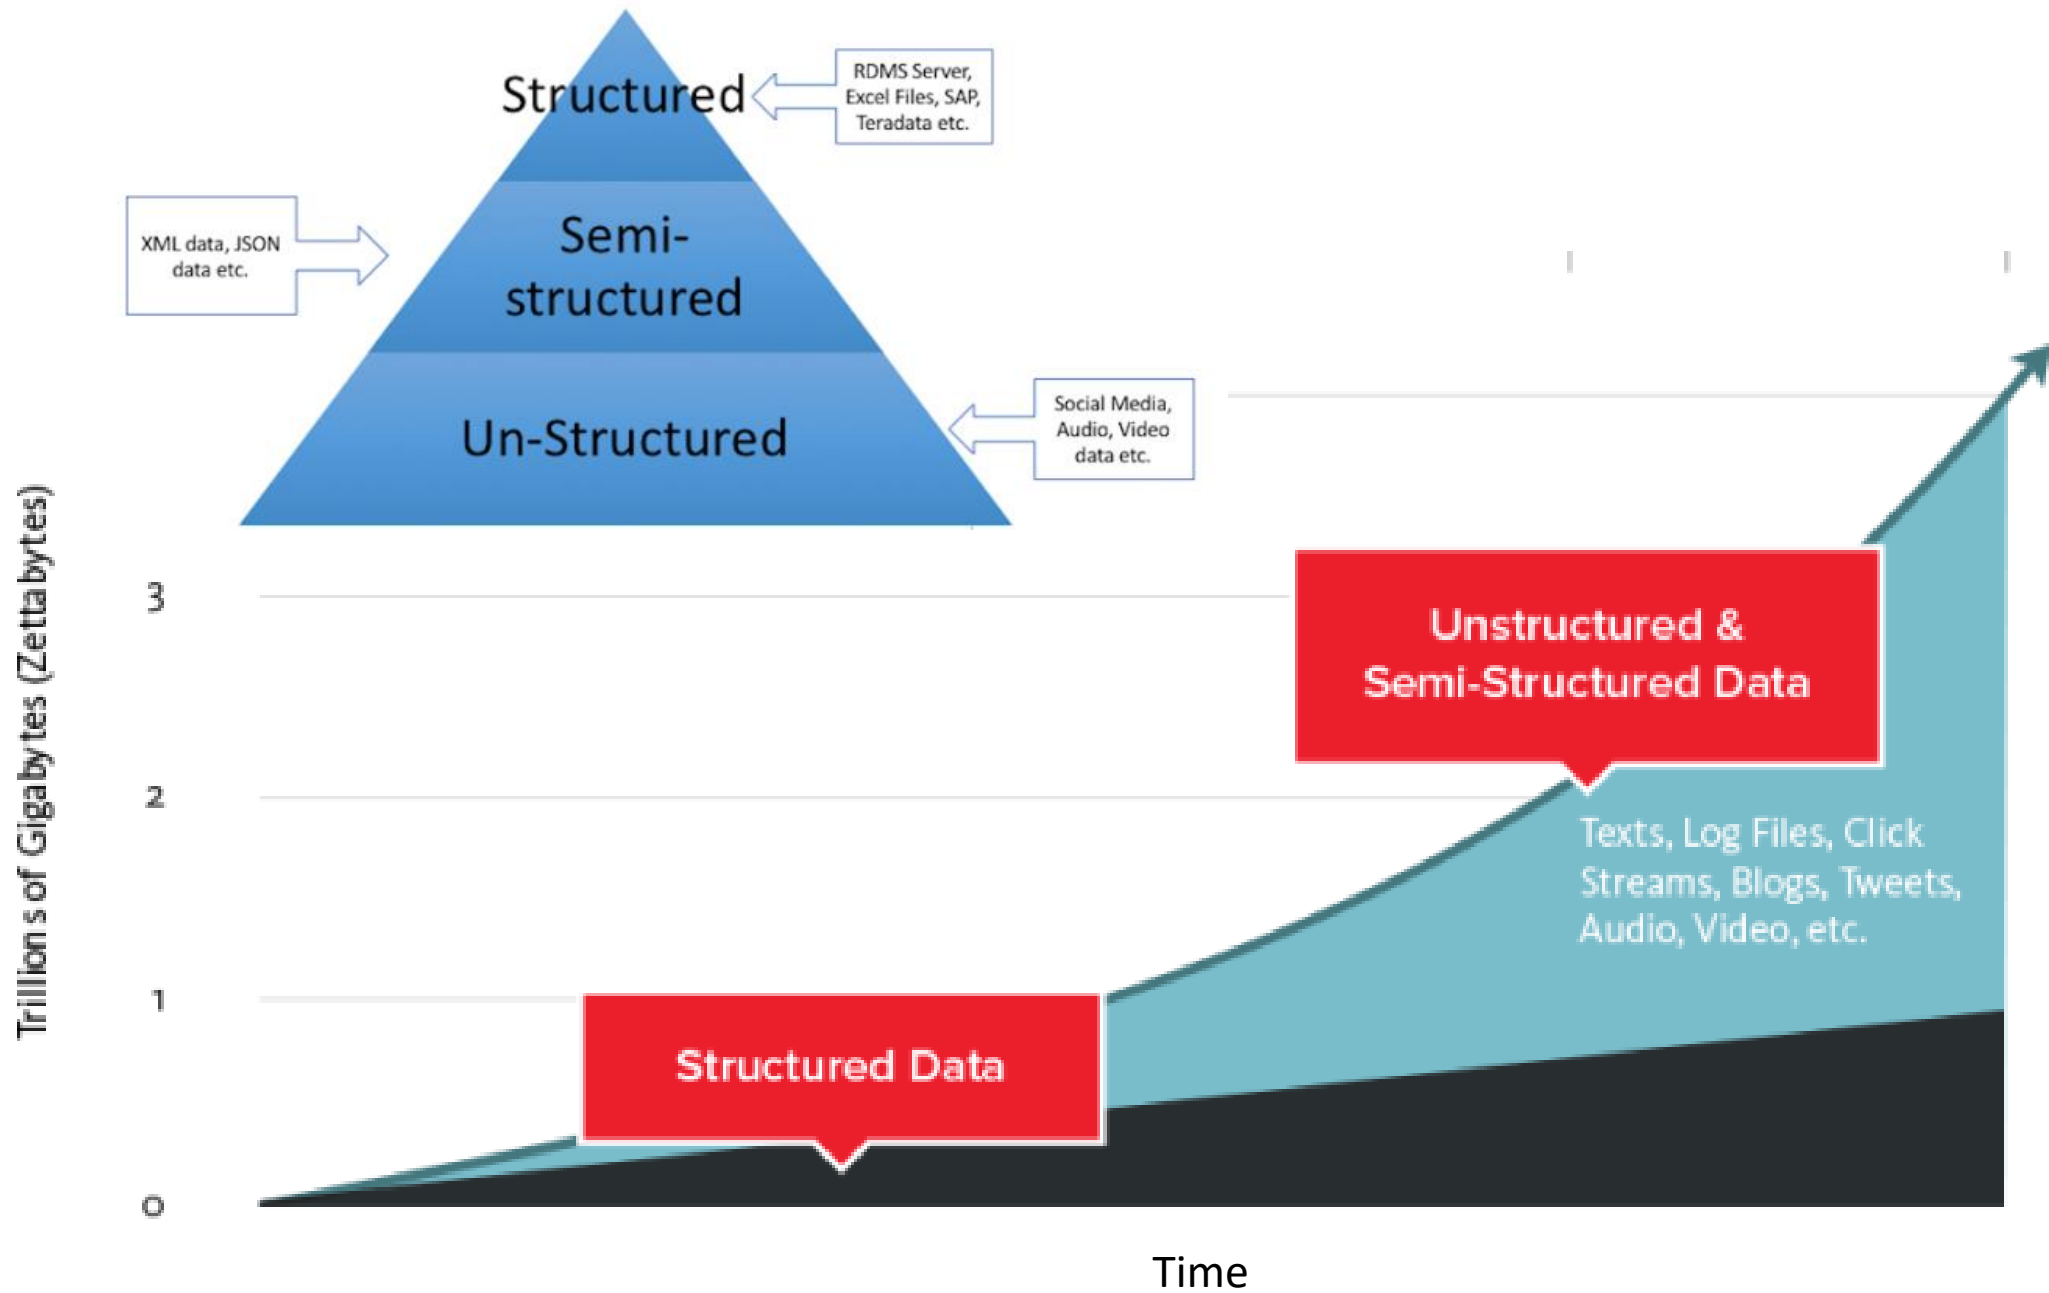 Structured
RDMS Server,
Excel Files, SAP,
Teradata etc.
Semi-
structured
XML data, JSON
data etc.
Un-Structured
Social Media,
Audio, Video
data etc.
Trillions of Gigabytes (Zettabytes)
3
2
1
0
Unstructured &
Semi-Structured Data
Texts, Log Files, Click
Streams, Blogs, Tweets,
Audio, Video, etc.
Structured Data
Time